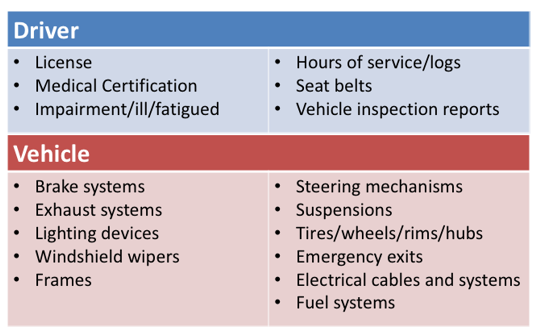 Driver
• License
• Medical Certification
• Impairment/ill/fatigued
• Hours of service/logs
• Seat belts
• Vehicle inspection reports
Vehicle
• Brake systems
• Exhaust systems
• Lighting devices
• Windshield wipers
• Frames
• Steering mechanisms
• Suspensions
• Tires/wheels/rims/hubs
• Emergency exits
• Electrical cables and systems
• Fuel systems